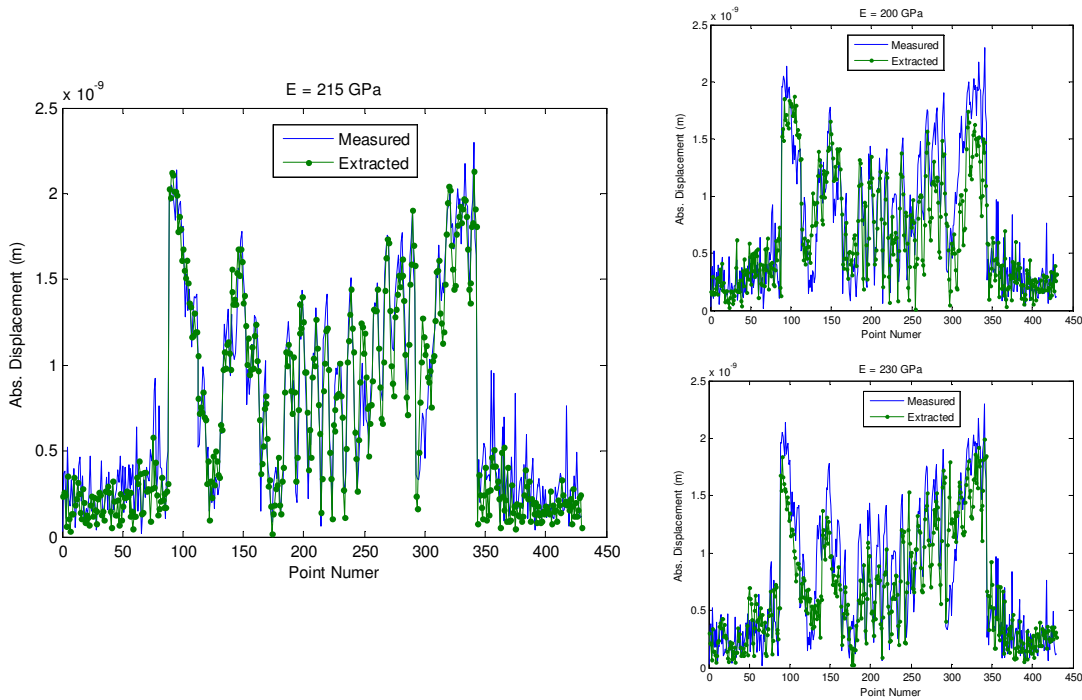 E = 215 GPa
x 10^-9
Measured
Extracted
Abs. Displacement (m)
2.5
2
1.5
1
0.5
0
0 50 100 150 200 250 300 350 400 450
Point Numer
E = 200 GPa
x 10^-9
Measured
Extracted
Abs. Displacement (m)
2.5
2
1.5
1
0.5
0
0 50 100 150 200 250 300 350 400 450
Point Numer
E = 230 GPa
x 10^-9
Measured
Extracted
Abs. Displacement (m)
2.5
2
1.5
1
0.5
0
0 50 100 150 200 250 300 350 400 450
Point Numer